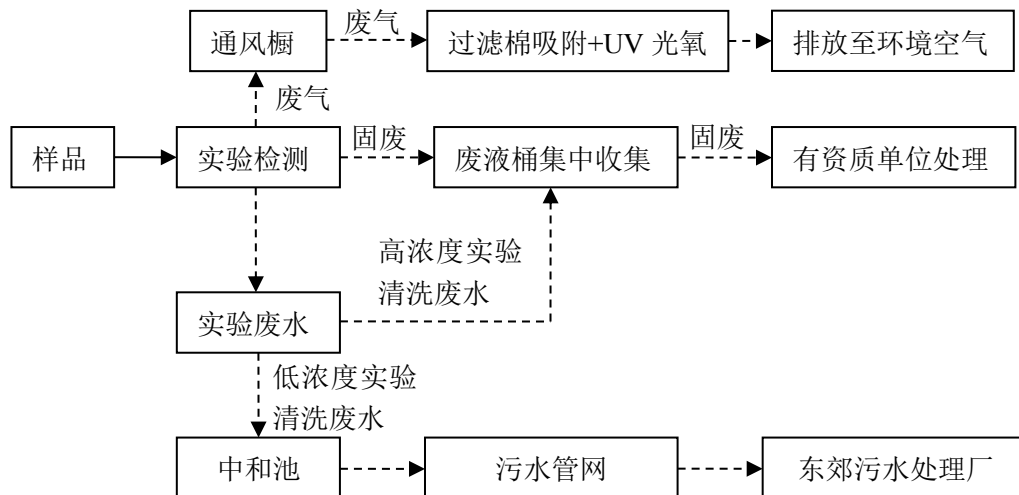 废气
通风橱
过滤棉吸附+UV 光氧
排放至环境空气
废气
样品
实验检测
固废
废液桶集中收集
固废
有资质单位处理
高浓度实验
清洗废水
实验废水
低浓度实验
清洗废水
中和池
污水管网
东郊污水处理厂